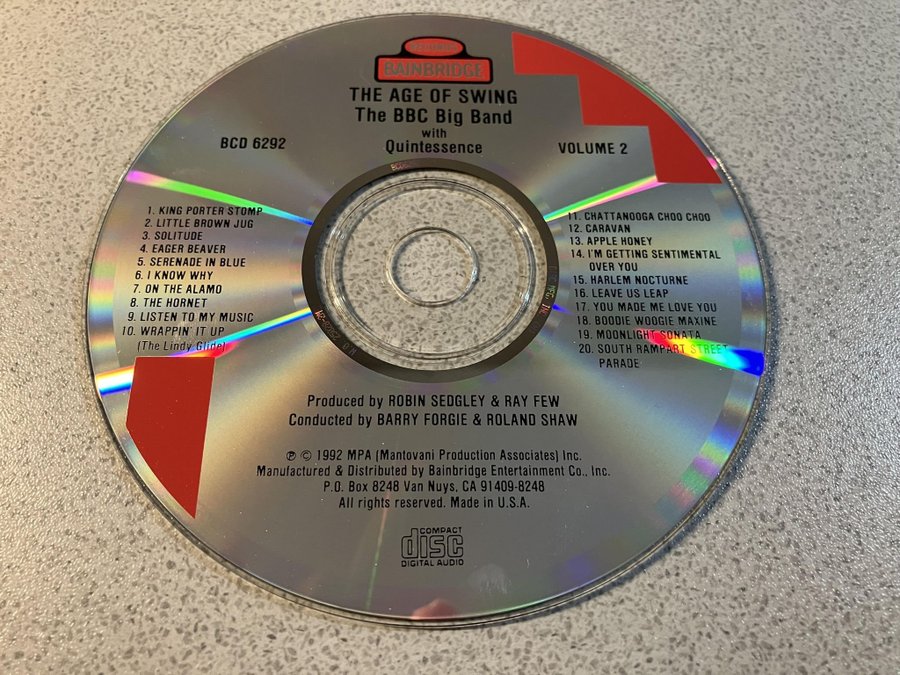 BAINBRIDGE
THE AGE OF SWING
The BBC Big Band
with
Quintessence
BCD 6292
VOLUME 2
1. KING PORTER STOMP
2. LITTLE BROWN JUG
3. SOLITUDE
4. EAGER BEAVER
5. SERENADE IN BLUE
6. I KNOW WHY
7. ON THE ALAMO
8. THE HORNET
9. LISTEN TO MY MUSIC
10. WRAPPIN' IT UP
(The Lindy Glide)
11. CHATTANOOGA CHOO CHOO
12. CARAVAN
13. APPLE HONEY
14. I'M GETTING SENTIMENTAL
OVER YOU
15. HARLEM NOCTURNE
16. LEAVE US LEAP
17. YOU MADE ME LOVE YOU
18. BOODIE WOOGIE MAXINE
19. MOONLIGHT SONATA
20. SOUTH RAMPART STREET
PARADE
Produced by ROBIN SEDGLEY & RAY FEW
Conducted by BARRY FORGIE & ROLAND SHAW
℗ © 1992 MPA (Mantovani Production Associates) Inc.
Manufactured & Distributed by Bainbridge Entertainment Co., Inc.
P.O. Box 8248 Van Nuys, CA 91409-8248
All rights reserved. Made in U.S.A.
COMPACT
disc
DIGITAL AUDIO